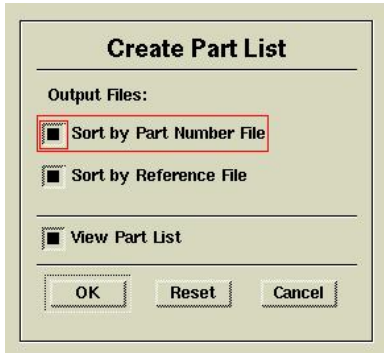 Create Part List
Output Files:
Sort by Part Number File
Sort by Reference File
View Part List
OK Reset Cancel